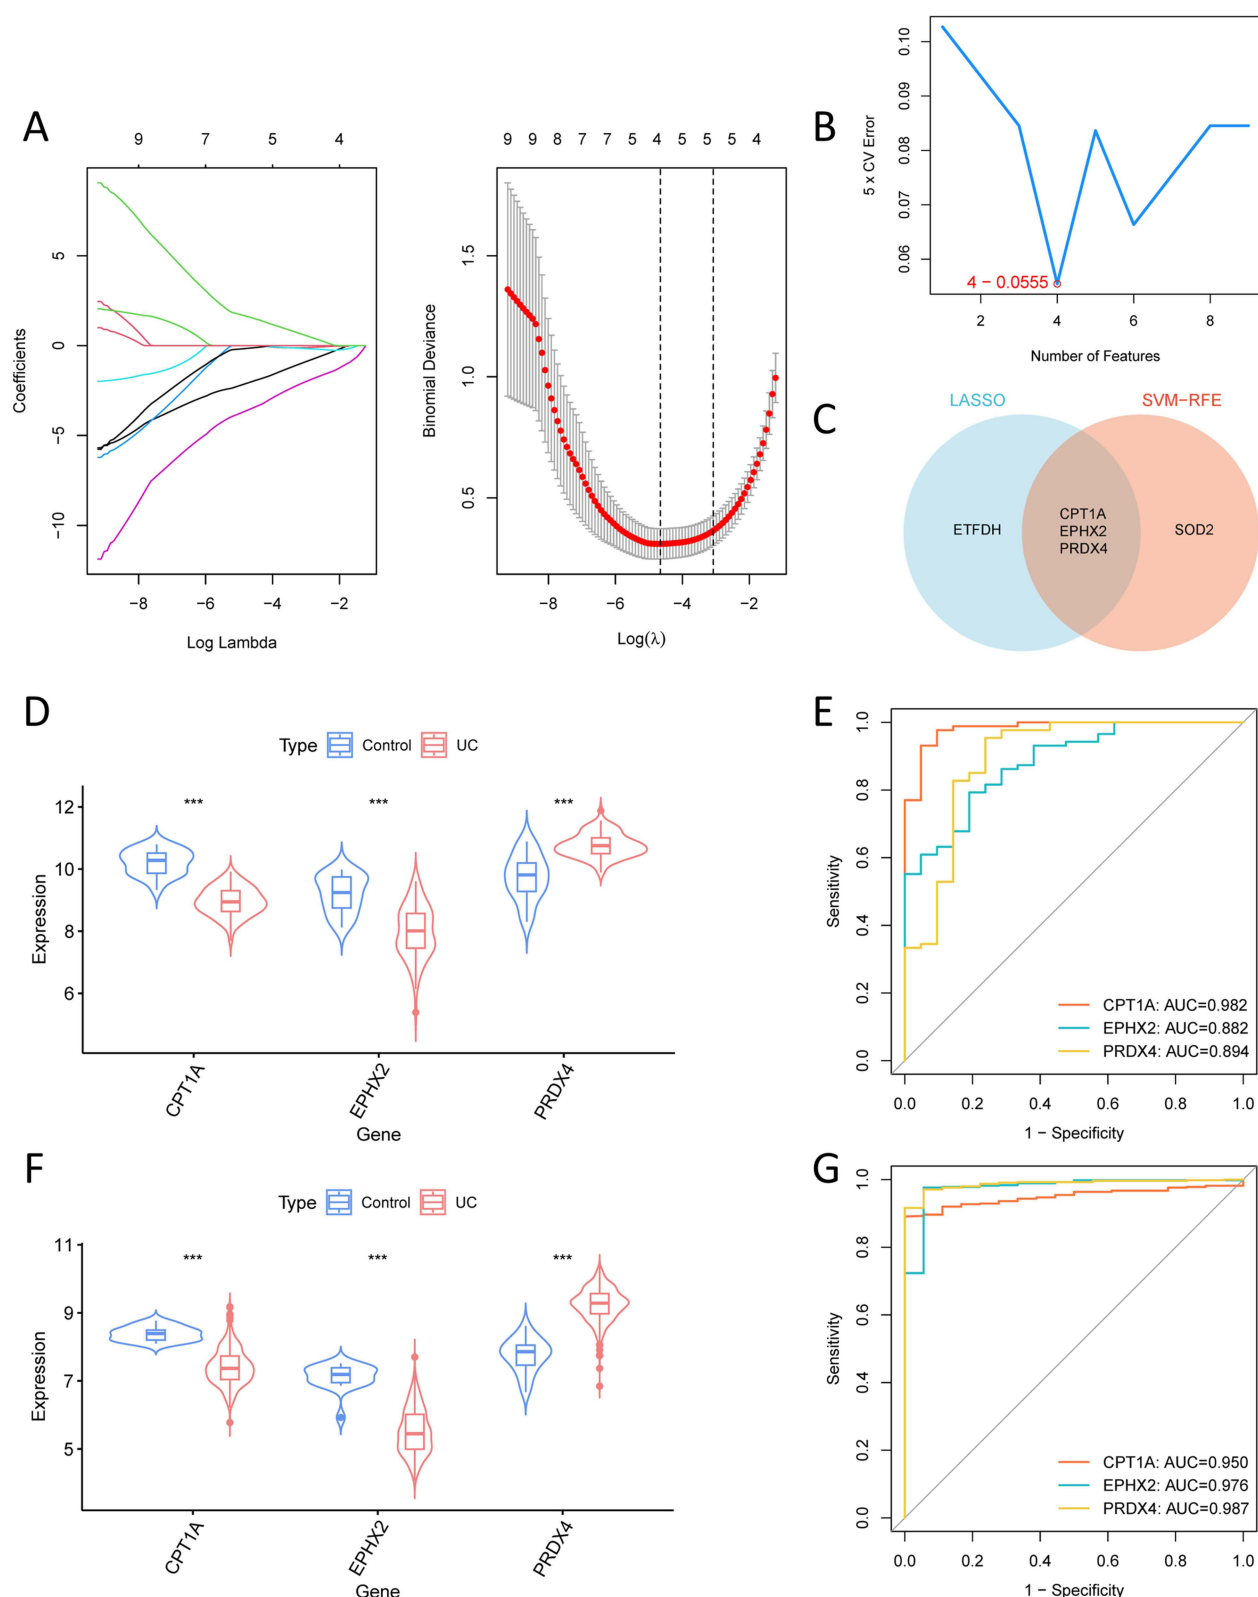 A
9 7 5 4
Coefficients
5
0
−5
−10
−8 −6 −4 −2
Log Lambda
9 9 8 7 7 5 4 5 5 5 4
Binomial Deviance
1.5
1.0
0.5
−8 −6 −4 −2
Log(λ)
B
5 x CV Error
0.10
0.09
0.08
0.07
0.06
4 − 0.0555
2 4 6 8
Number of Features
C
LASSO
SVM−RFE
ETFDH
CPT1A
EPHX2
PRDX4
SOD2
D
Type Control UC
Expression
12
10
8
6
*** *** ***
CPT1A
EPHX2
PRDX4
Gene
E
Sensitivity
1.0
0.8
0.6
0.4
0.2
0.0
CPT1A: AUC=0.982
EPHX2: AUC=0.882
PRDX4: AUC=0.894
0.0 0.2 0.4 0.6 0.8 1.0
1 − Specificity
F
Type Control UC
Expression
11
9
7
5
*** *** ***
CPT1A
EPHX2
PRDX4
Gene
G
Sensitivity
1.0
0.8
0.6
0.4
0.2
0.0
CPT1A: AUC=0.950
EPHX2: AUC=0.976
PRDX4: AUC=0.987
0.0 0.2 0.4 0.6 0.8 1.0
1 − Specificity